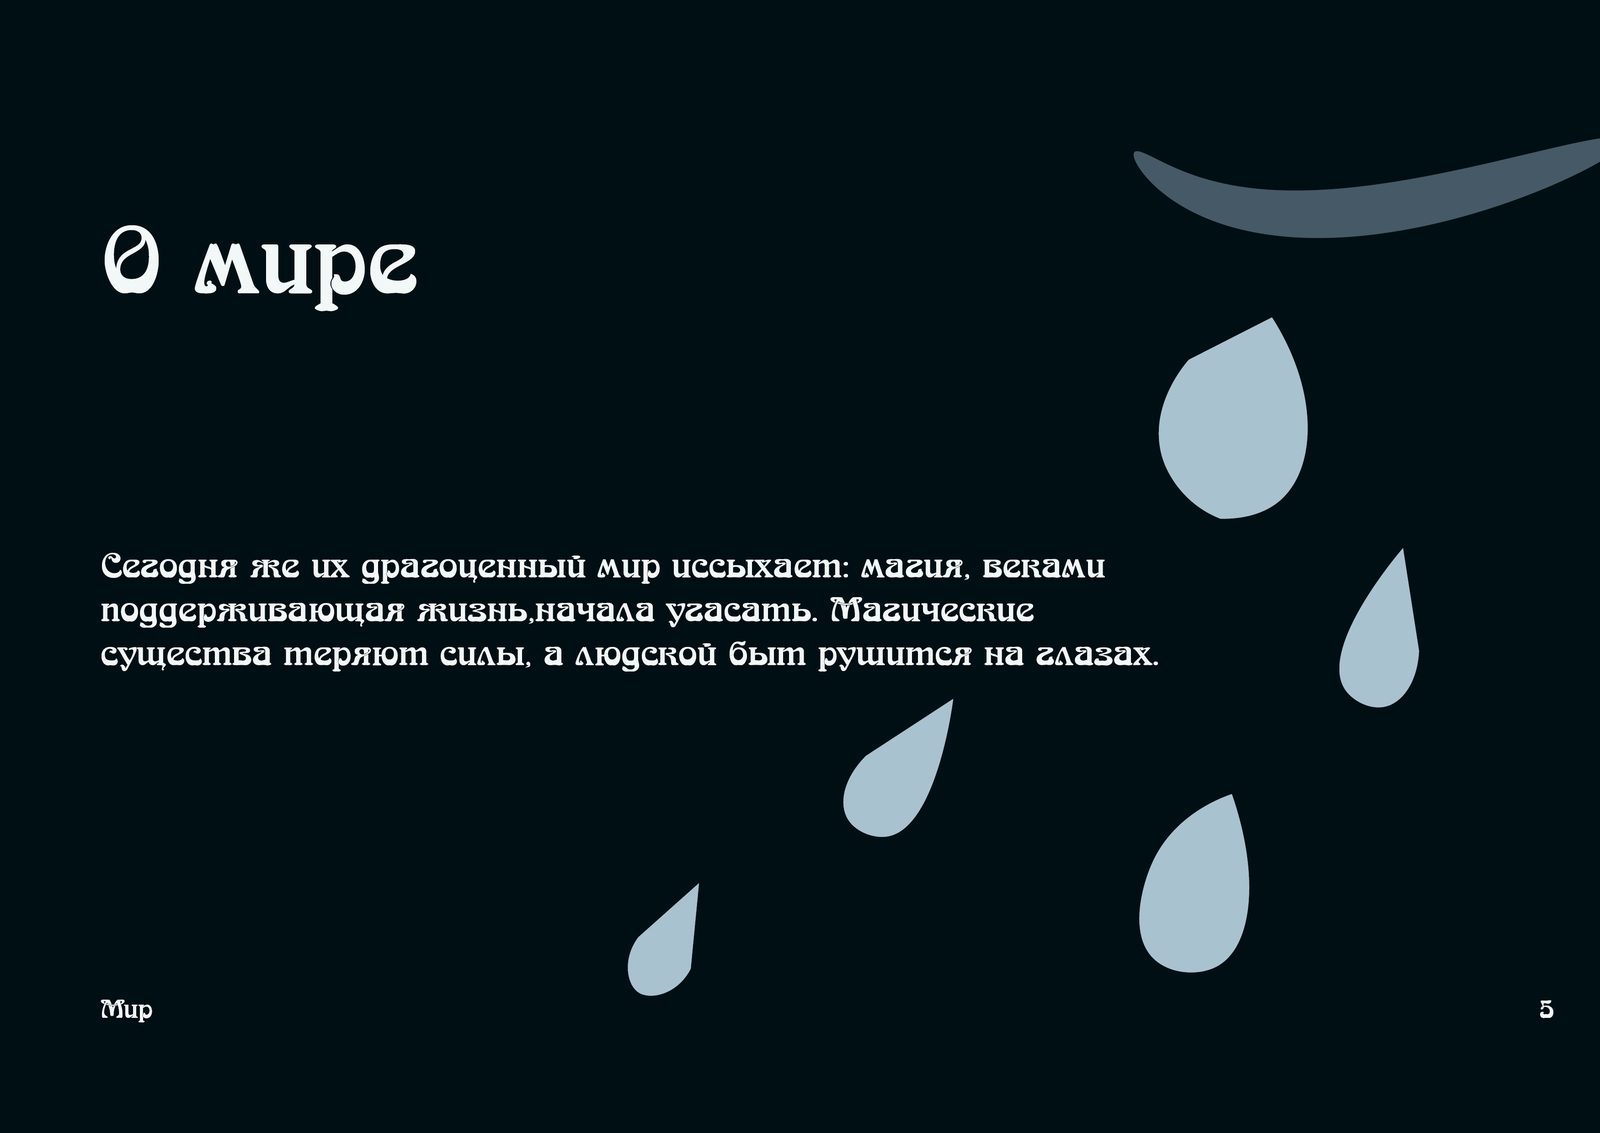 О мире
Сегодня же их драгоценный мир иссыхает: магия, веками
поддерживающая жизнь,начала угасать. Магические
существа теряют силы, а людской быт рушится на глазах.
Мир
5